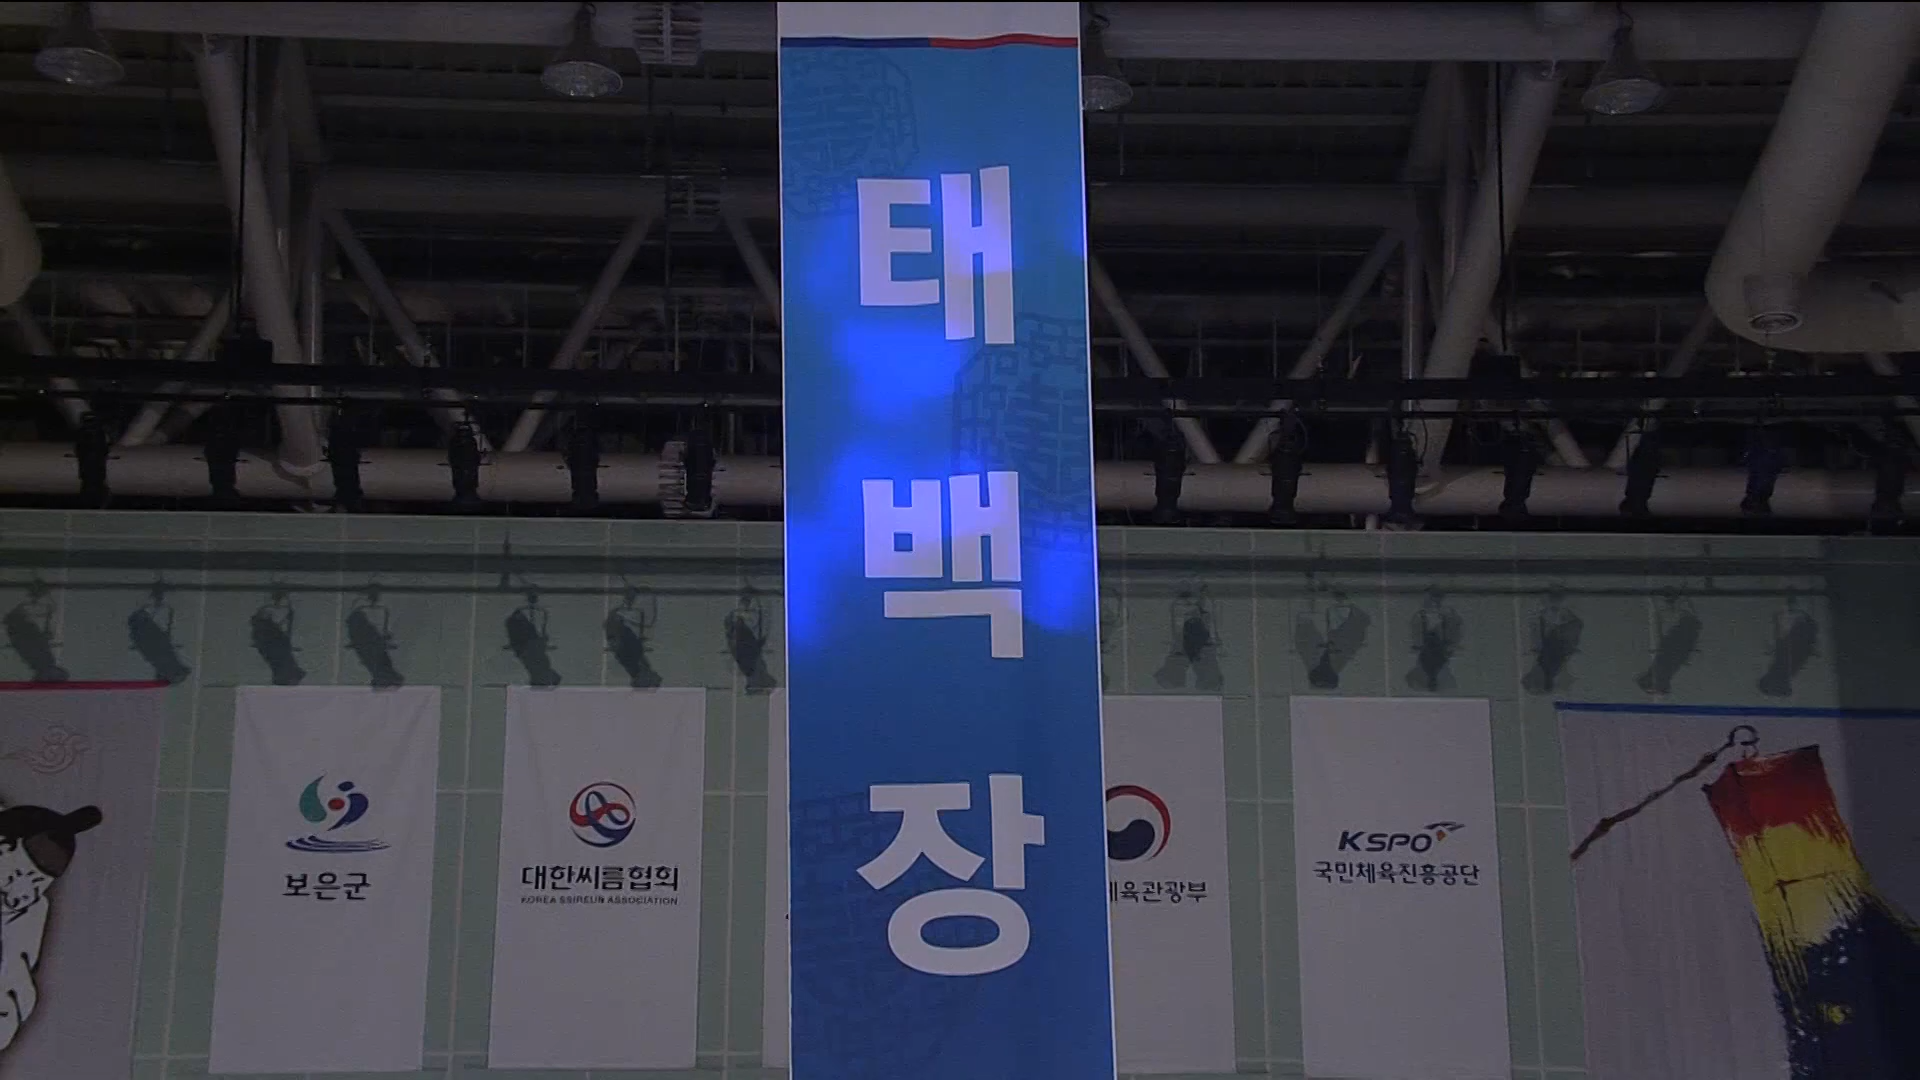 태백장
보은군
대한씨름협회
KOREA SSIREUM ASSOCIATION
체육관광부
KSPO
국민체육진흥공단